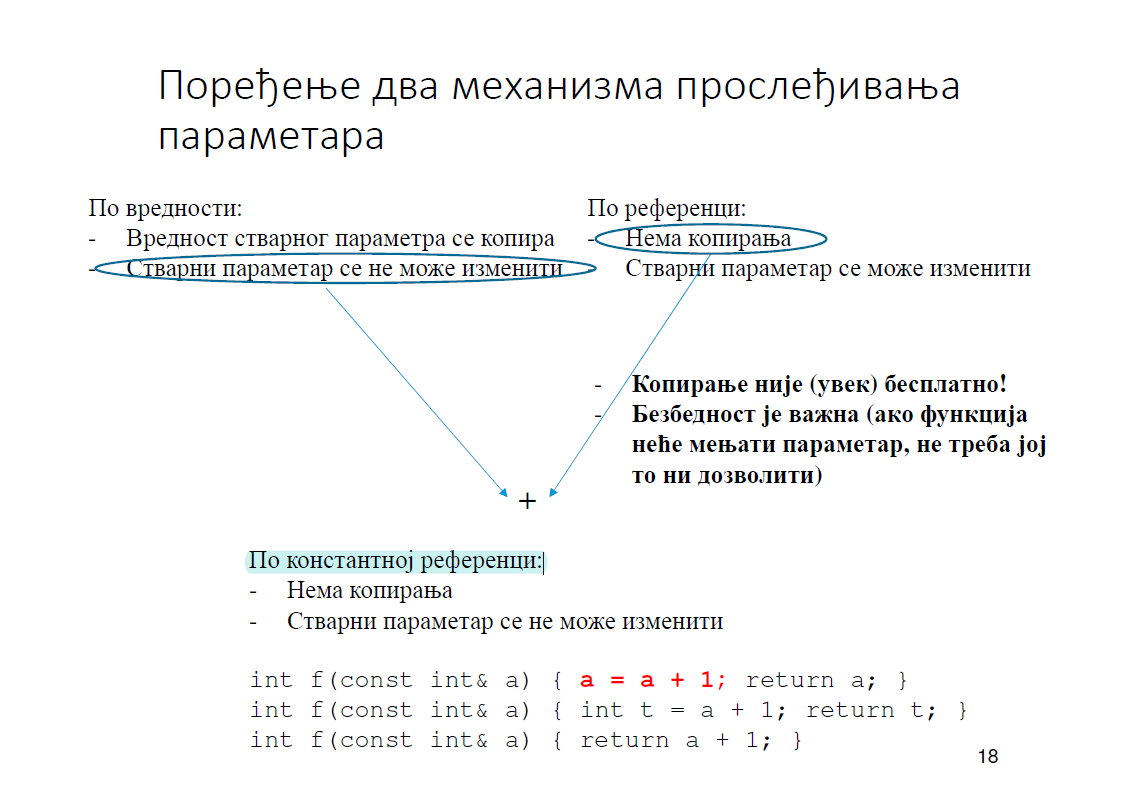 Поређење два механизма прослеђивања
параметара
По вредности:
- Вредност стварног параметра се копира
- Стварни параметар се не може изменити
По референци:
- Нема копирања
- Стварни параметар се може изменити
- Копирање није (увек) бесплатно!
- Безбедност је важна (ако функција
неће мењати параметар, не треба јој
то ни дозволити)
+
По константној референци:
- Нема копирања
- Стварни параметар се не може изменити
int f(const int& a) { a = a + 1; return a; }
int f(const int& a) { int t = a + 1; return t; }
int f(const int& a) { return a + 1; }
18